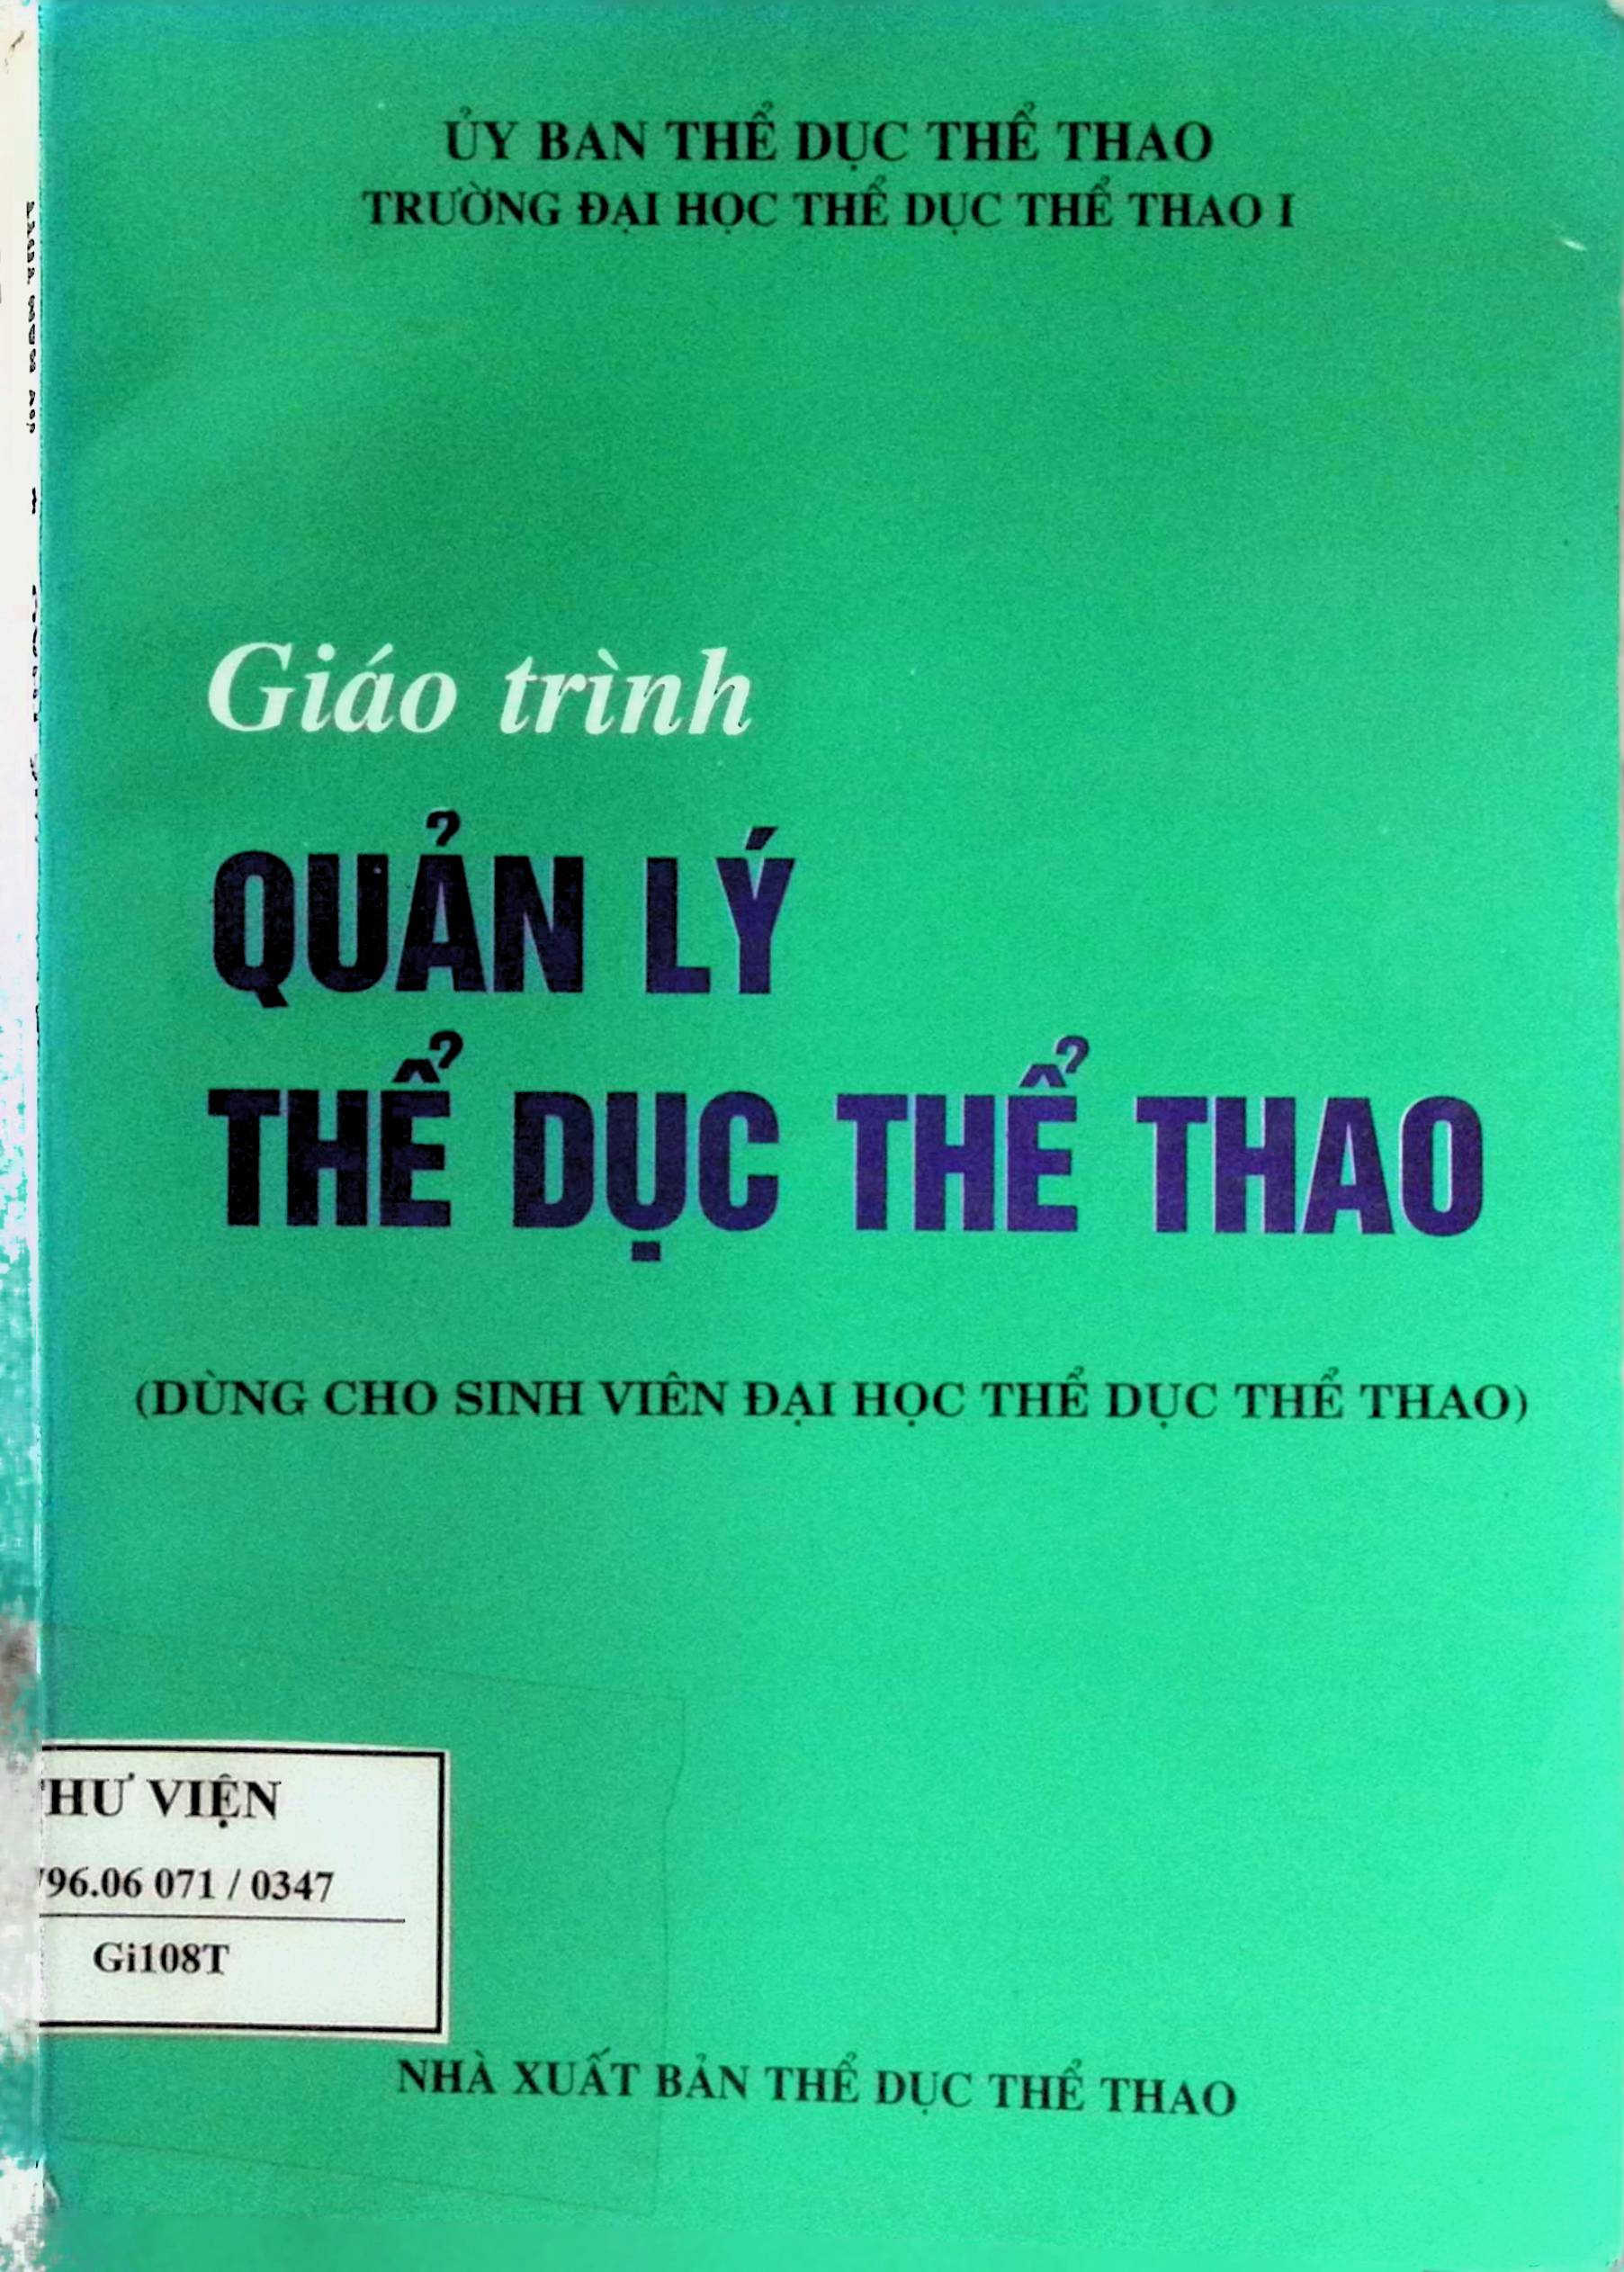 ỦY BAN THỂ DỤC THỂ THAO
TRƯỜNG ĐẠI HỌC THỂ DỤC THỂ THAO I
Giáo trình
QUẢN LÝ
THỂ DỤC THỂ THAO
(DÙNG CHO SINH VIÊN ĐẠI HỌC THỂ DỤC THỂ THAO)
HƯ VIỆN
96.06 071 / 0347
Gi108T
NHÀ XUẤT BẢN THỂ DỤC THỂ THAO